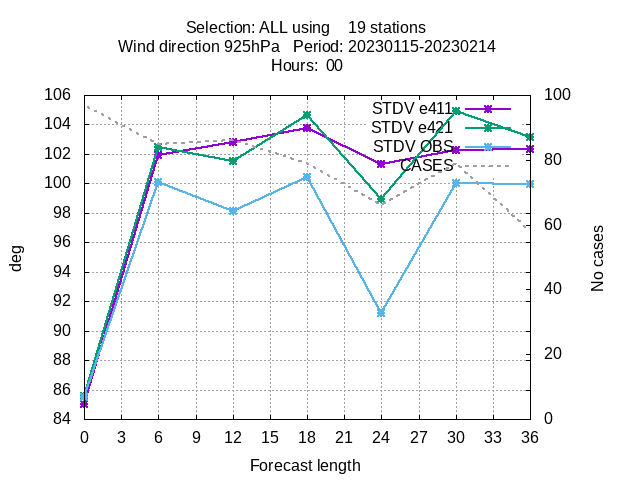 Selection: ALL using 19 stations
Wind direction 925hPa Period: 20230115-20230214
Hours: 00
106 100
104 STDV e411
STDV e421
102 STDV OBS 80
CASES
100
98
60
96
deg No cases
94
40
92
90
88 20
86
84 0
0 3 6 9 12 15 18 21 24 27 30 33 36
Forecast length